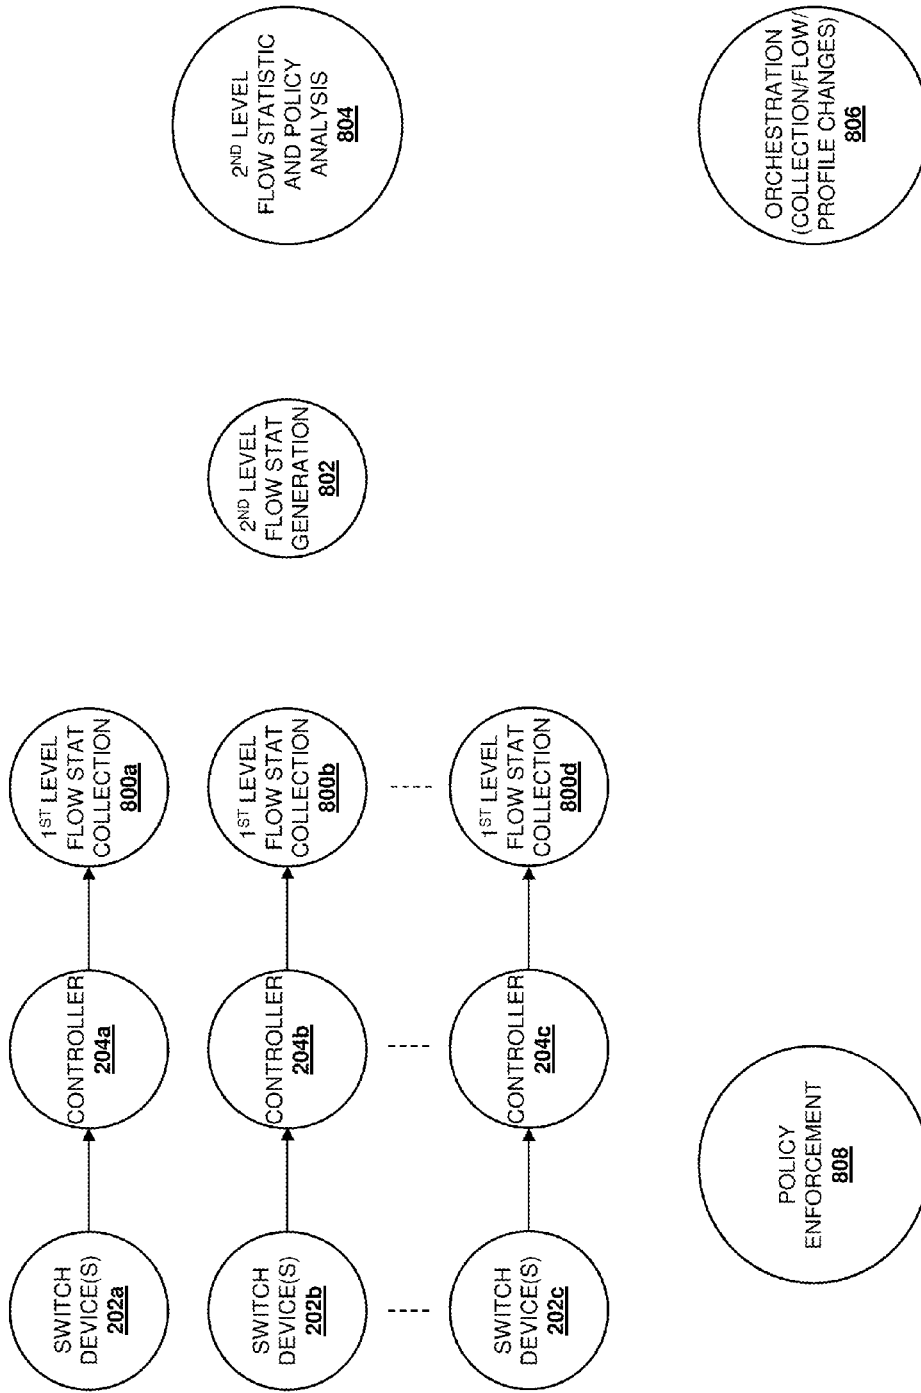 SWITCH
DEVICE(S)
202a
CONTROLLER
204a
1ST LEVEL
FLOW STAT
COLLECTION
800a
SWITCH
DEVICE(S)
202b
CONTROLLER
204b
1ST LEVEL
FLOW STAT
COLLECTION
800b
SWITCH
DEVICE(S)
202c
CONTROLLER
204c
1ST LEVEL
FLOW STAT
COLLECTION
800d
2ND LEVEL
FLOW STAT
GENERATION
802
2ND LEVEL
FLOW STATISTIC
AND POLICY
ANALYSIS
804
POLICY
ENFORCEMENT
808
ORCHESTRATION
(COLLECTION/FLOW/
PROFILE CHANGES)
806